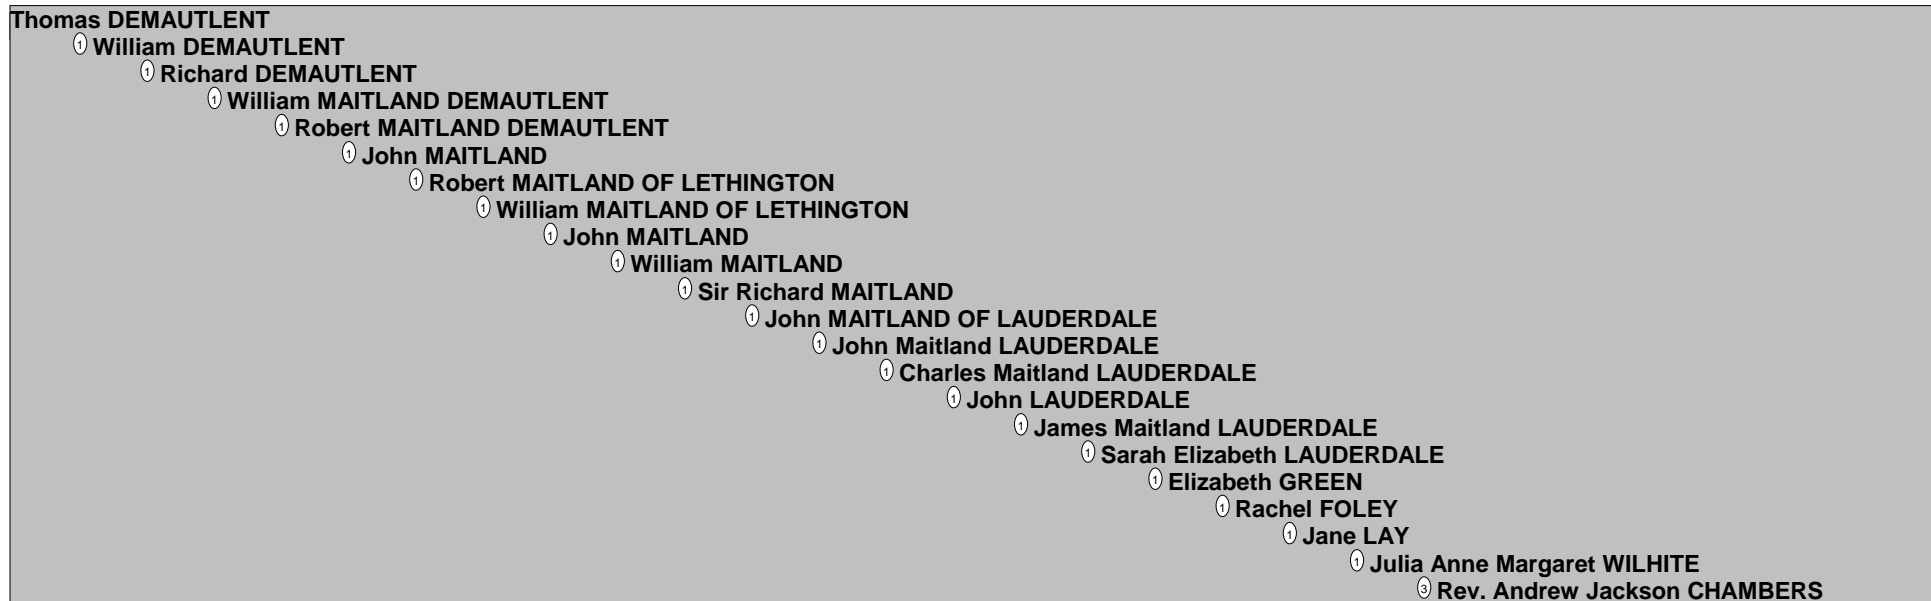 Thomas DEMAUTLENT
1 William DEMAUTLENT
1 Richard DEMAUTLENT
1 William MAITLAND DEMAUTLENT
1 Robert MAITLAND DEMAUTLENT
1 John MAITLAND
1 Robert MAITLAND OF LETHINGTON
1 William MAITLAND OF LETHINGTON
1 John MAITLAND
1 William MAITLAND
1 Sir Richard MAITLAND
1 John MAITLAND OF LAUDERDALE
1 John Maitland LAUDERDALE
1 Charles Maitland LAUDERDALE
1 John LAUDERDALE
1 James Maitland LAUDERDALE
1 Sarah Elizabeth LAUDERDALE
1 Elizabeth GREEN
1 Rachel FOLEY
1 Jane LAY
1 Julia Anne Margaret WILHITE
3 Rev. Andrew Jackson CHAMBERS